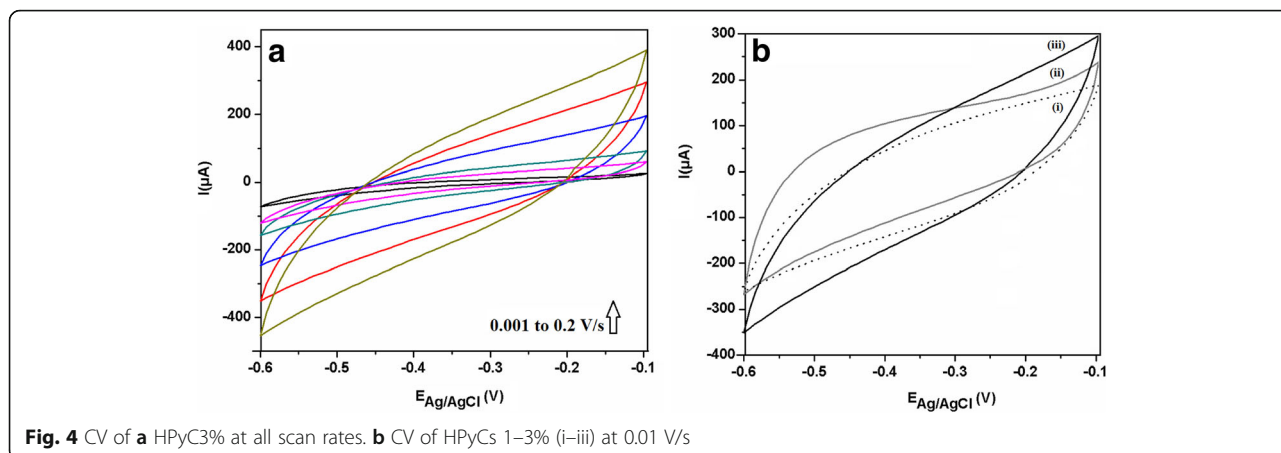 a
400
200
0
-200
-400
I(µA)
0.001 to 0.2 V/s
-0.6 -0.5 -0.4 -0.3 -0.2 -0.1
E Ag/AgCl (V)
b
300
200
100
0
-100
-200
-300
-400
I(µA)
(iii)
(ii)
(i)
-0.6 -0.5 -0.4 -0.3 -0.2 -0.1
E Ag/AgCl (V)
Fig. 4 CV of a HPyC3% at all scan rates. b CV of HPyCs 1–3% (i–iii) at 0.01 V/s